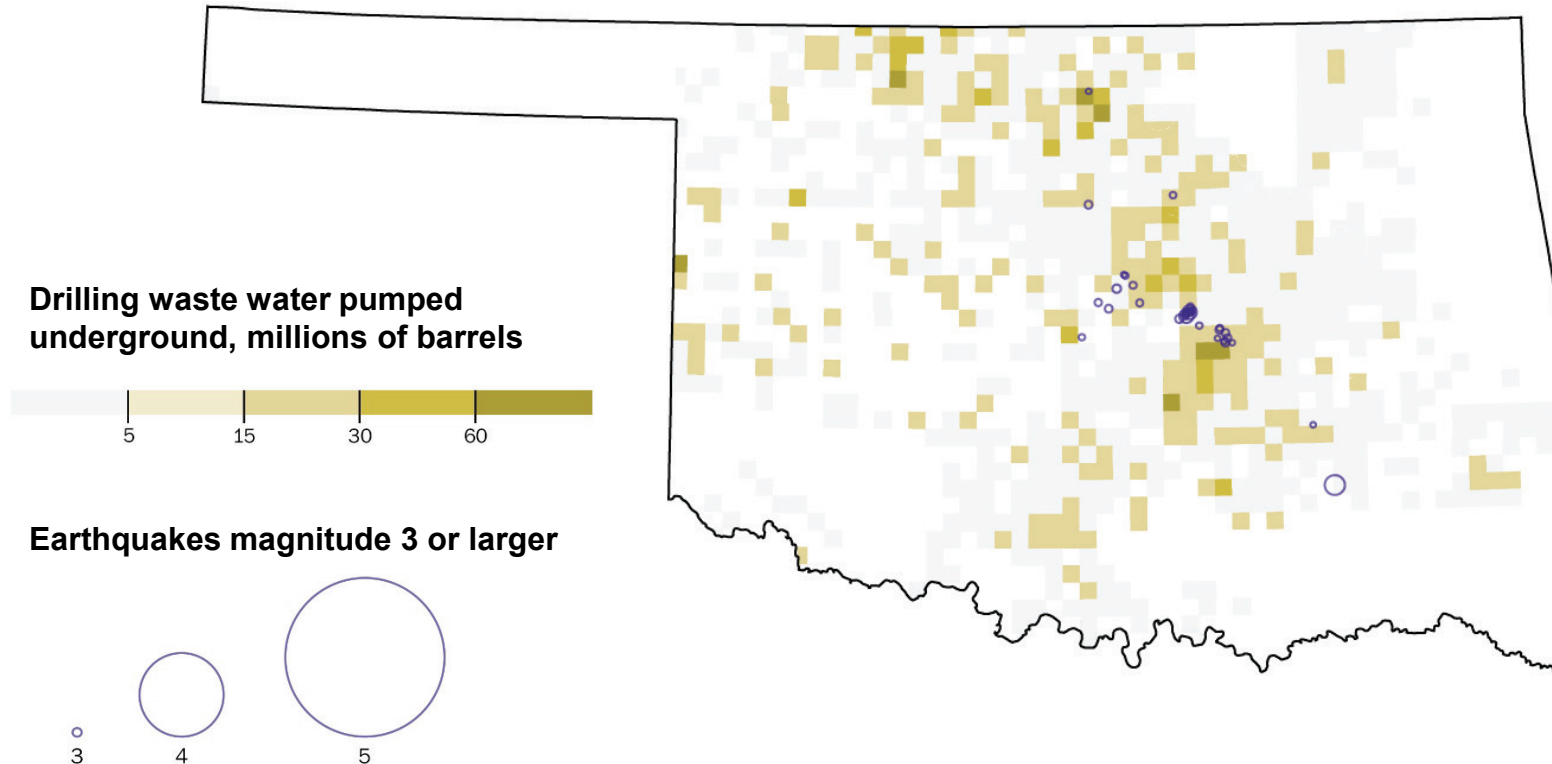 Drilling waste water pumped
underground, millions of barrels
5 15 30 60
Earthquakes magnitude 3 or larger
3 4 5